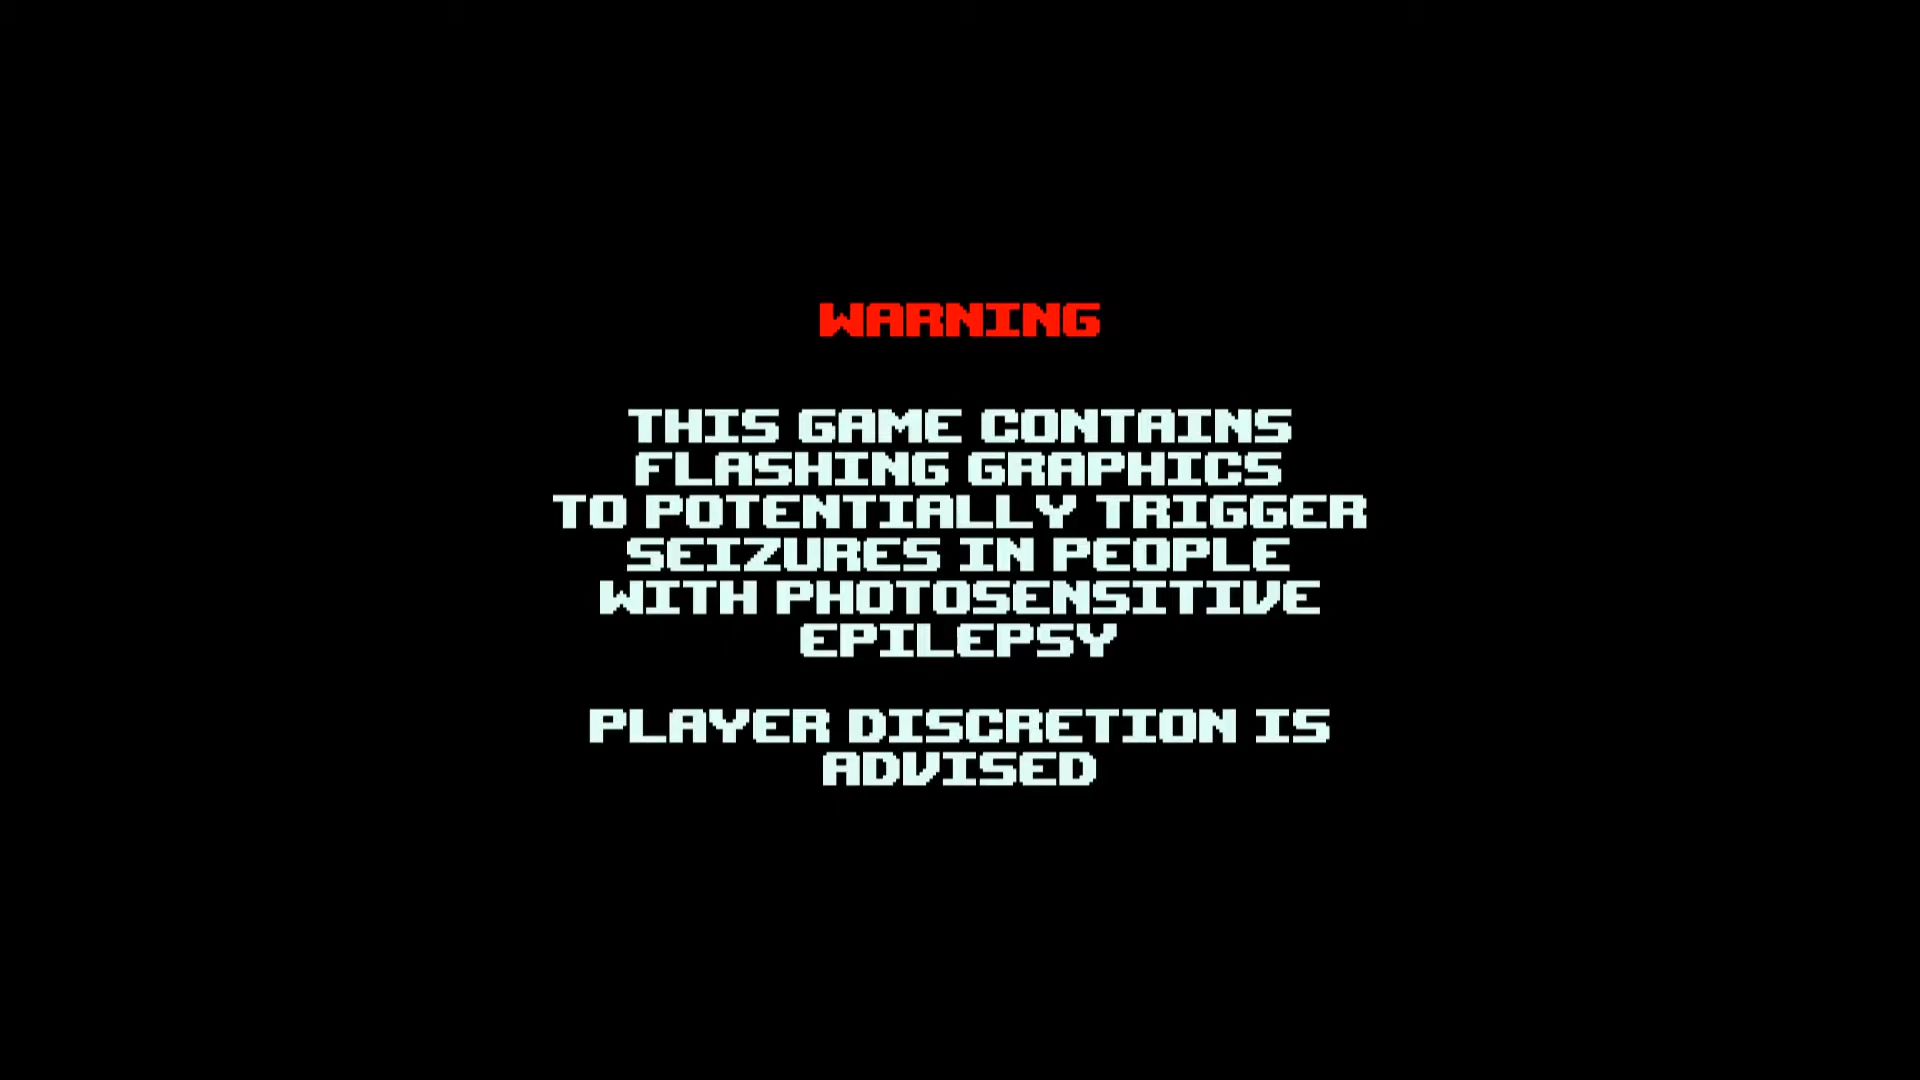 WARNING
THIS GAME CONTAINS
FLASHING GRAPHICS
TO POTENTIALLY TRIGGER
SEIZURES IN PEOPLE
WITH PHOTOSENSITIVE
EPILEPSY
PLAYER DISCRETION IS
ADVISED